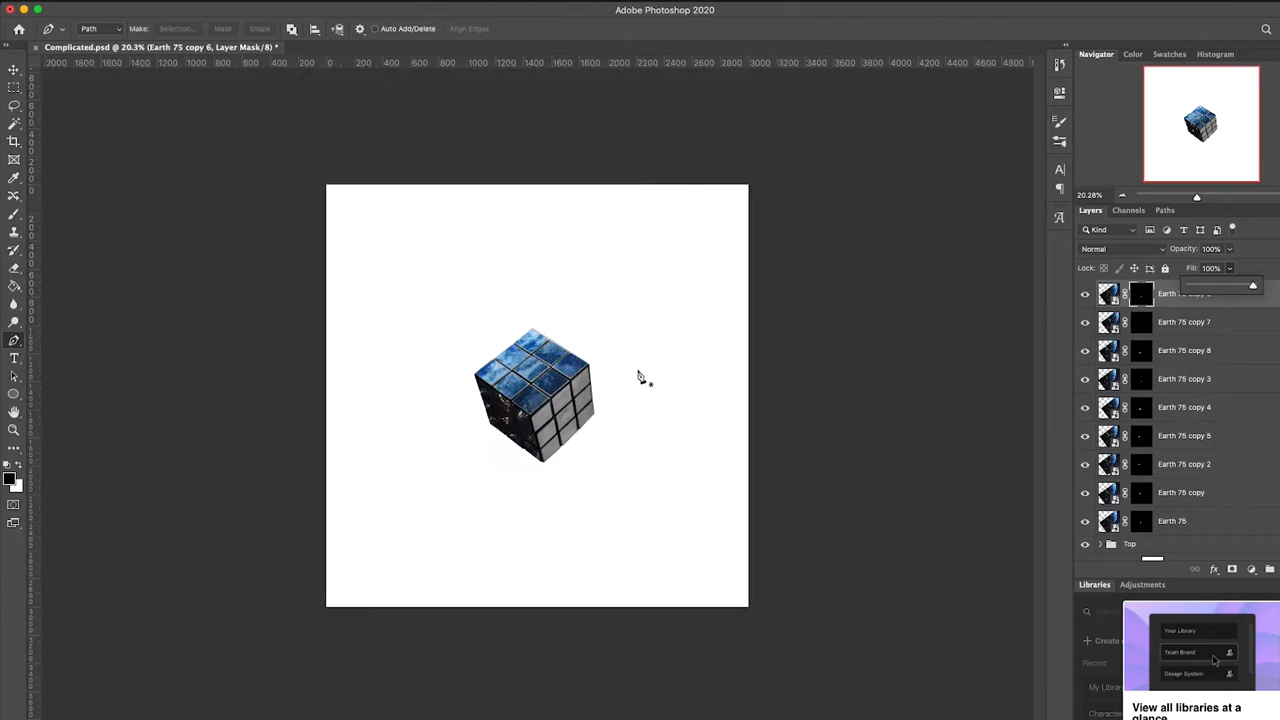 Adobe Photoshop 2020
Path Make: Selection... Mask Shape Auto Add/Delete Align Edges
× Complicated.psd @ 20.3% (Earth 75 copy 6, Layer Mask/8) *
2000 1800 1600 1400 1200 1000 800 600 400 200 0 200 400 600 800 1000 1200 1400 1600 1800 2000 2200 2400 2600 2800 3000 3200 3400 3600 3800 4000 4200 4400 4600 4800
Navigator Color Swatches Histogram
20.28%
Layers Channels Paths
Kind
Normal Opacity: 100%
Lock: Fill: 100%
Earth
Earth 75 copy 7
Earth 75 copy 8
Earth 75 copy 3
Earth 75 copy 4
Earth 75 copy 5
Earth 75 copy 2
Earth 75 copy
Earth 75
Top
fx
Libraries Adjustments
Your Library
Create
Team Brand
Recent
Design System
My Library
View all libraries at a
glance